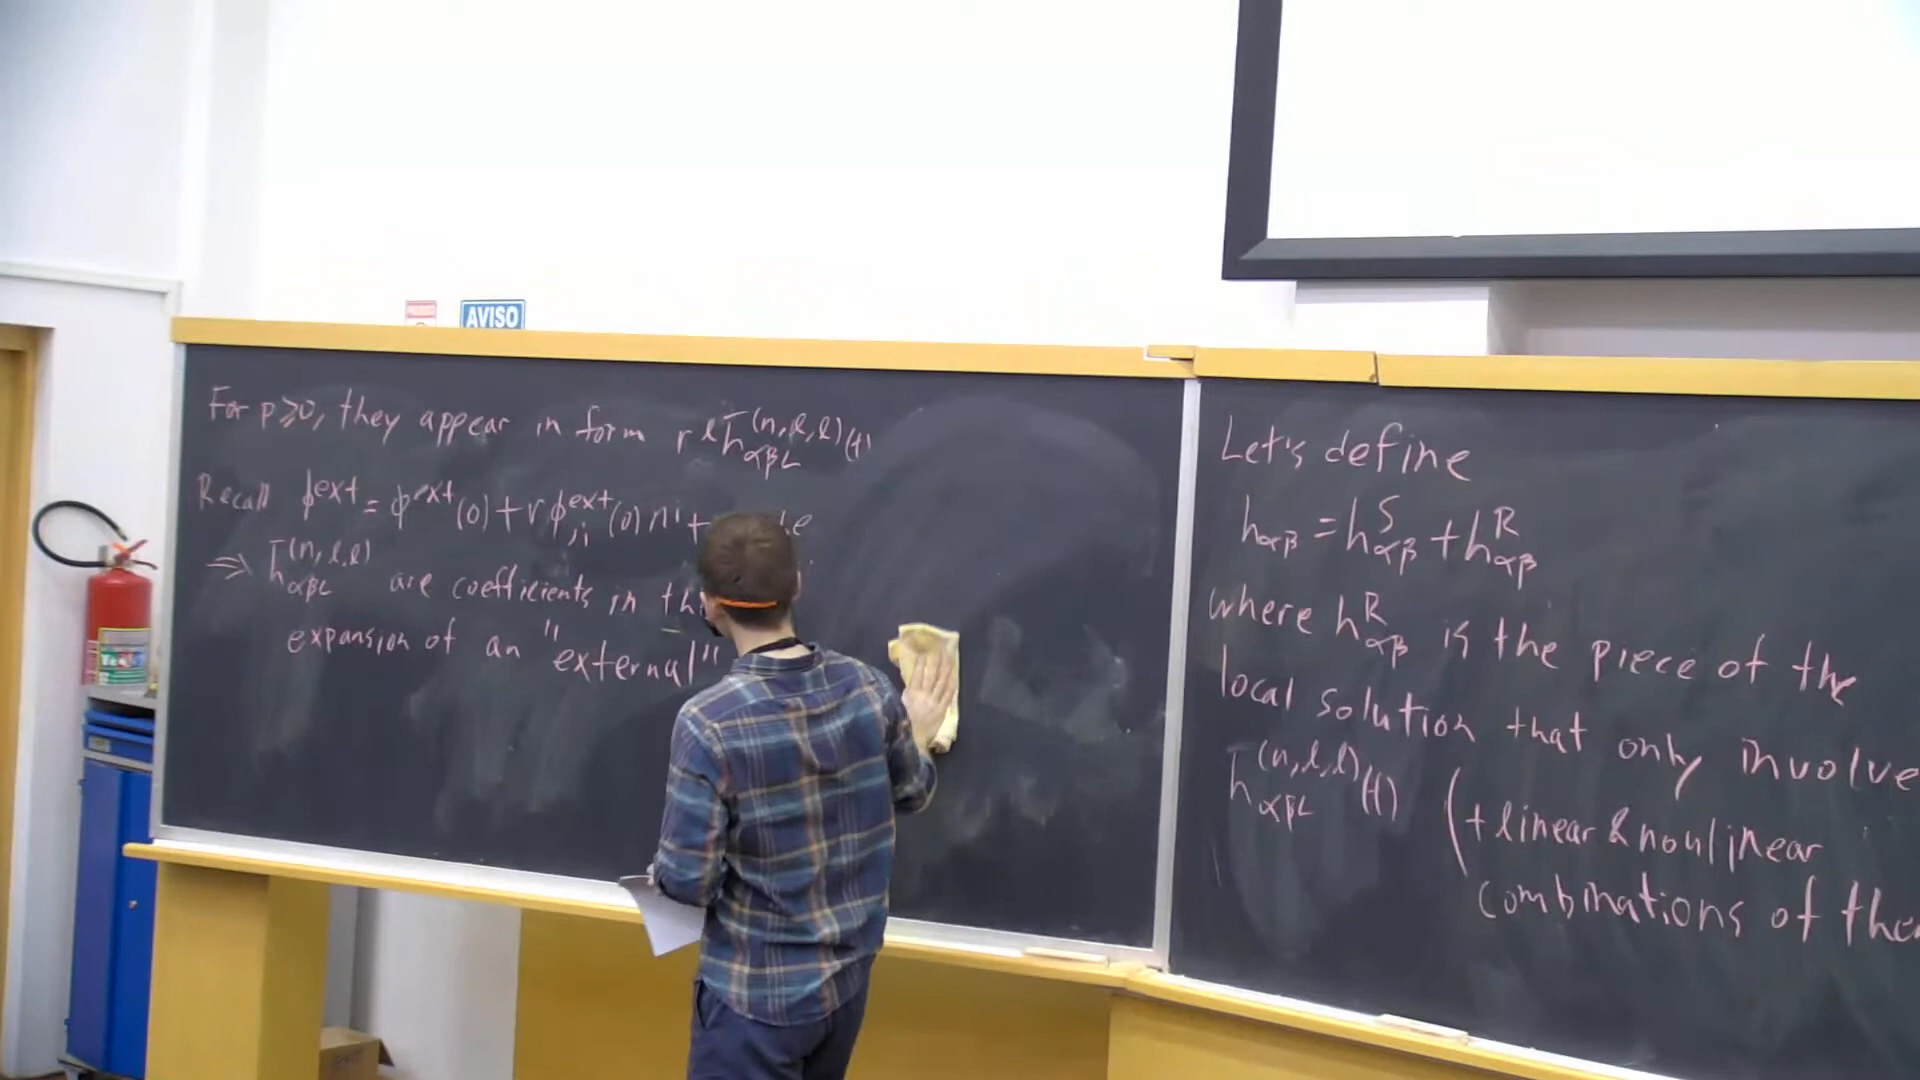 AVISO
For p≥0, they appear in form r^ℓ h̄_{αβL}^{(n,ℓ,ℓ)}(t)
Recall ϕ^{ext} = ϕ^{ext}(0) + r ϕ^{ext}_{,i}(0) n^i +
⇒ h̄_{αβL}^{(n,ℓ,ℓ)} are coefficients in
expansion of an "external"
Let's define
h_{αβ} = h^S_{αβ} + h^R_{αβ}
where h^R_{αβ} is the piece of the
local solution that only involve
h̄_{αβL}^{(n,ℓ,ℓ)}(t) (+ linear & nonlinear
combinations of the